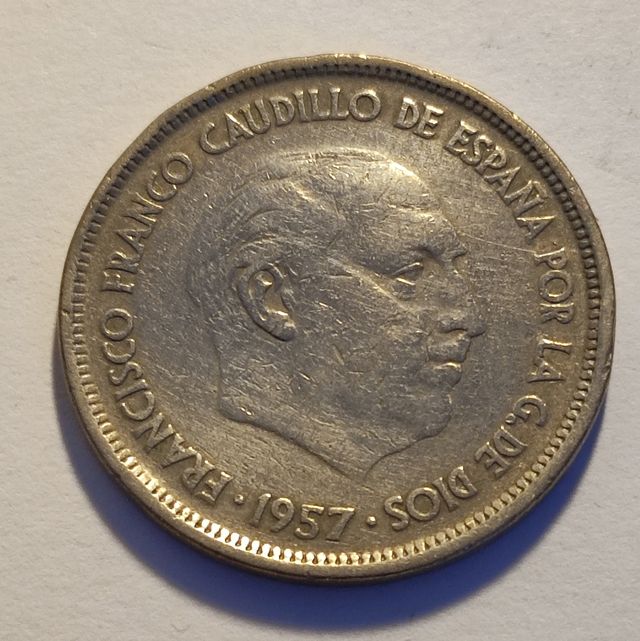 FRANCISCO FRANCO CAUDILLO DE ESPAÑA POR LA G. DE DIOS
· 1957 ·